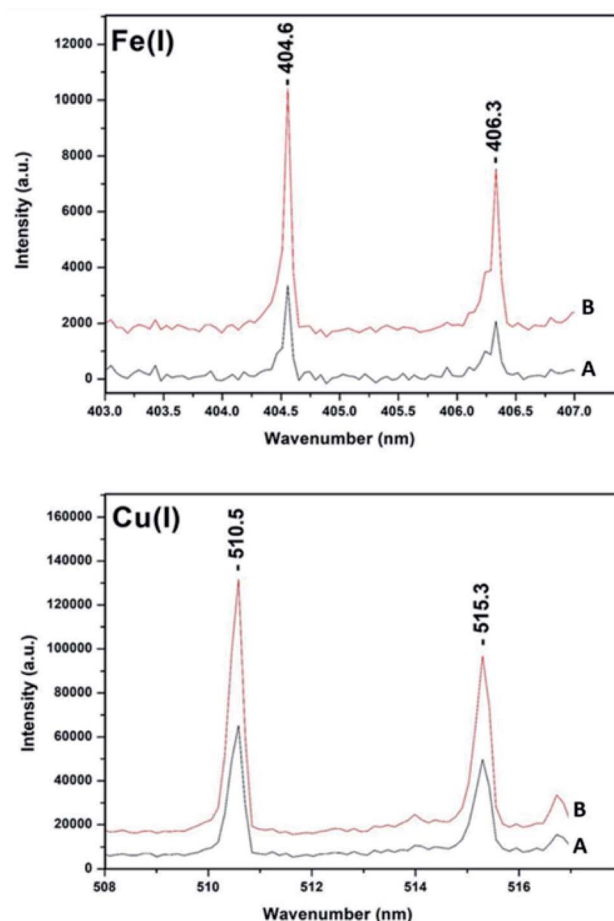 Fe(I)
404.6
406.3
12000
10000
8000
6000
4000
2000
0
Intensity (a.u.)
B
A
403.0 403.5 404.0 404.5 405.0 405.5 406.0 406.5 407.0
Wavenumber (nm)
Cu(I)
510.5
515.3
160000
140000
120000
100000
80000
60000
40000
20000
0
Intensity (a.u.)
B
A
508 510 512 514 516
Wavenumber (nm)